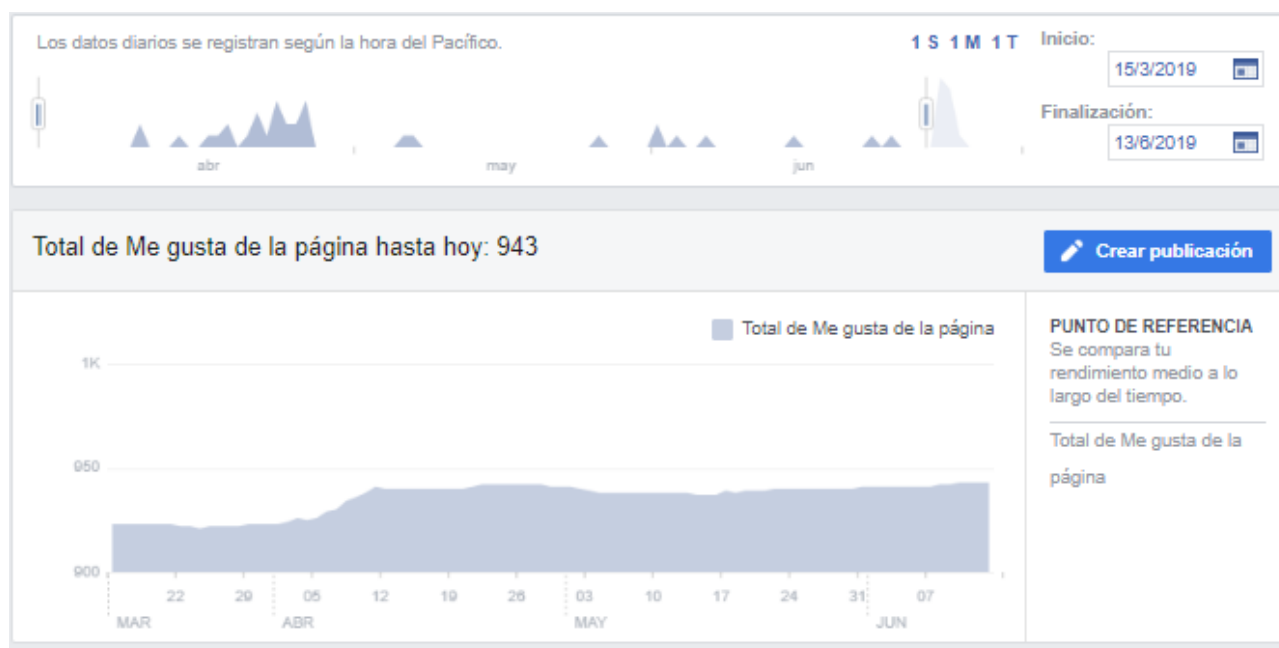 Los datos diarios se registran según la hora del Pacífico.
1 S 1 M 1 T
Inicio:
15/3/2019
Finalización:
13/6/2019
abr
may
jun
Total de Me gusta de la página hasta hoy: 943
Crear publicación
Total de Me gusta de la página
1K
950
900
22 29 05 12 19 26 03 10 17 24 31 07
MAR ABR MAY JUN
PUNTO DE REFERENCIA
Se compara tu
rendimiento medio a lo
largo del tiempo.
Total de Me gusta de la
página